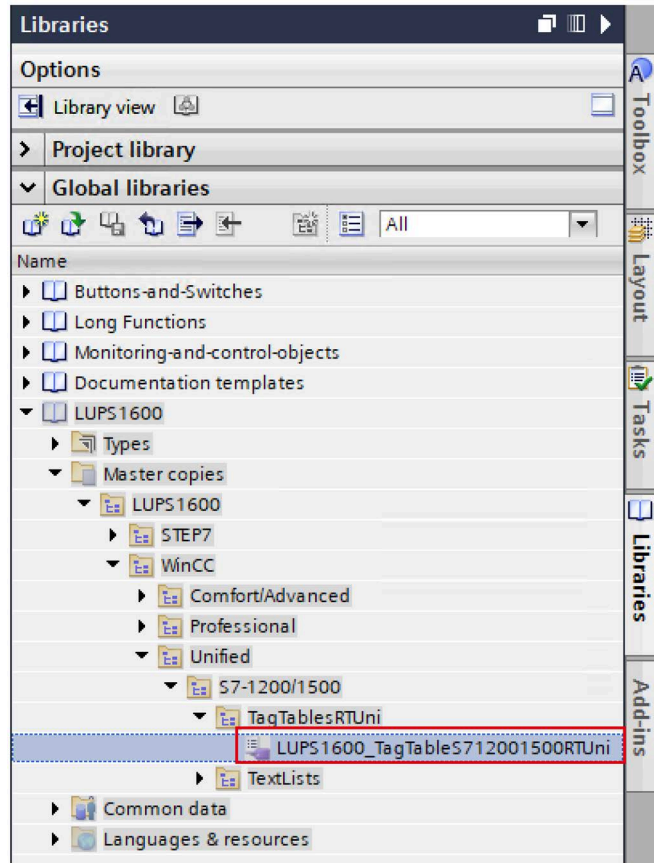 Libraries
Options
Library view
Project library
Global libraries
All
Name
Buttons-and-Switches
Long Functions
Monitoring-and-control-objects
Documentation templates
LUPS1600
Types
Master copies
LUPS1600
STEP7
WinCC
Comfort/Advanced
Professional
Unified
S7-1200/1500
TagTablesRTUni
LUPS1600_TagTableS712001500RTUni
TextLists
Common data
Languages & resources
Toolbox
Layout
Tasks
Libraries
Add-ins